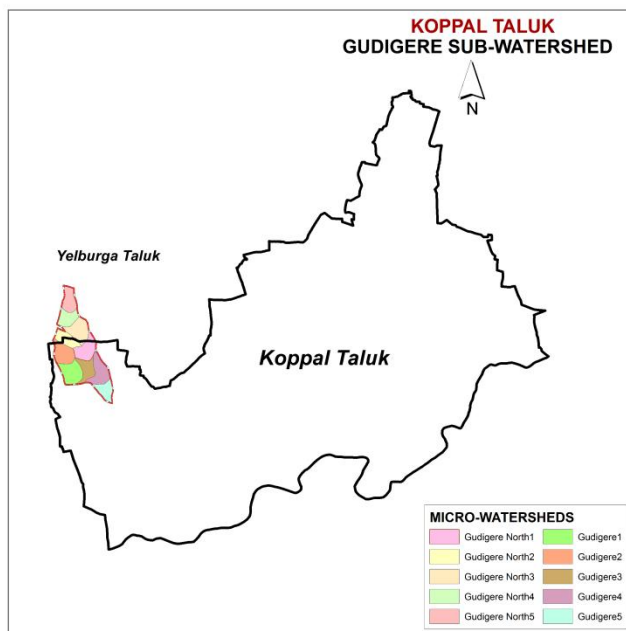 KOPPAL TALUK
GUDIGERE SUB-WATERSHED
N
Yelburga Taluk
Koppal Taluk
MICRO-WATERSHEDS
Gudigere North1
Gudigere1
Gudigere North2
Gudigere2
Gudigere North3
Gudigere3
Gudigere North4
Gudigere4
Gudigere North5
Gudigere5